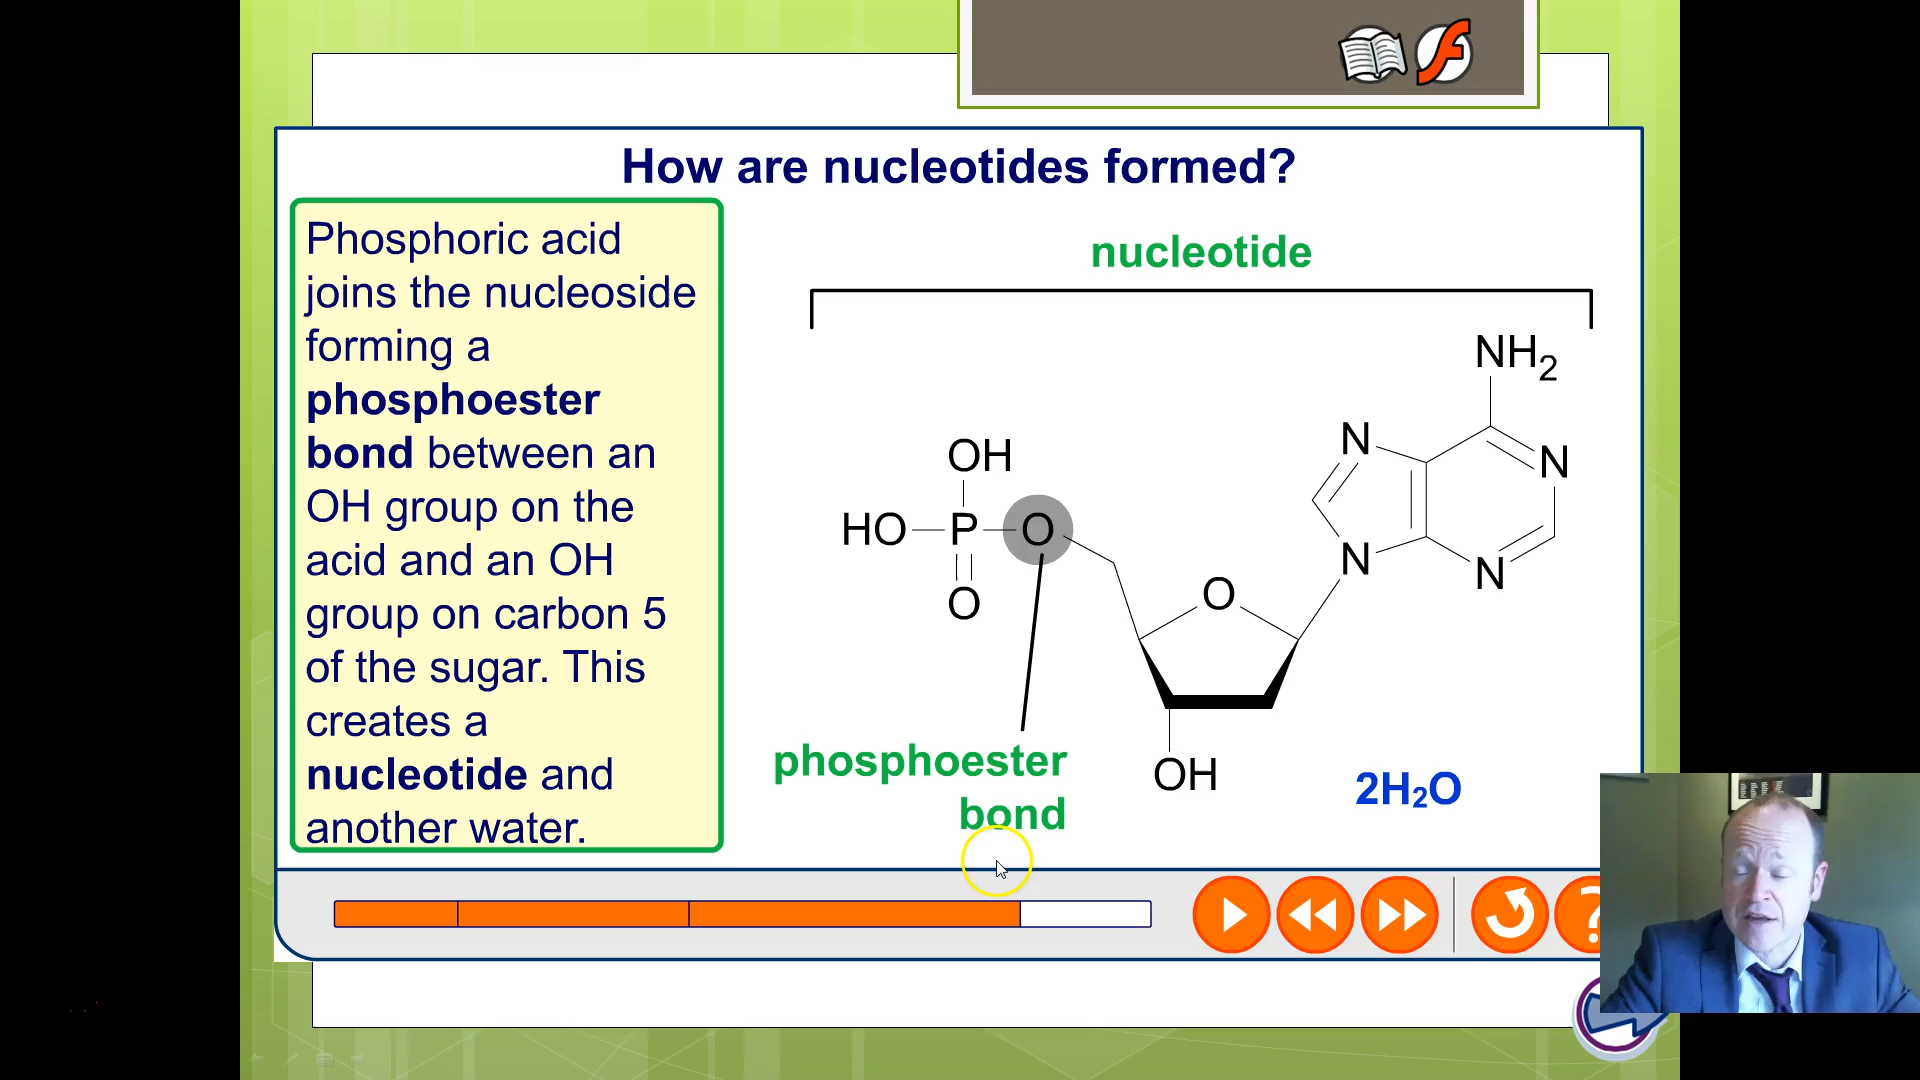 How are nucleotides formed?
Phosphoric acid
joins the nucleoside
forming a
phosphoester
bond between an
OH group on the
acid and an OH
group on carbon 5
of the sugar. This
creates a
nucleotide and
another water.
nucleotide
NH₂
N
N
OH
HO P O
N
N
O
O
phosphoester
bond
OH
2H₂O
?